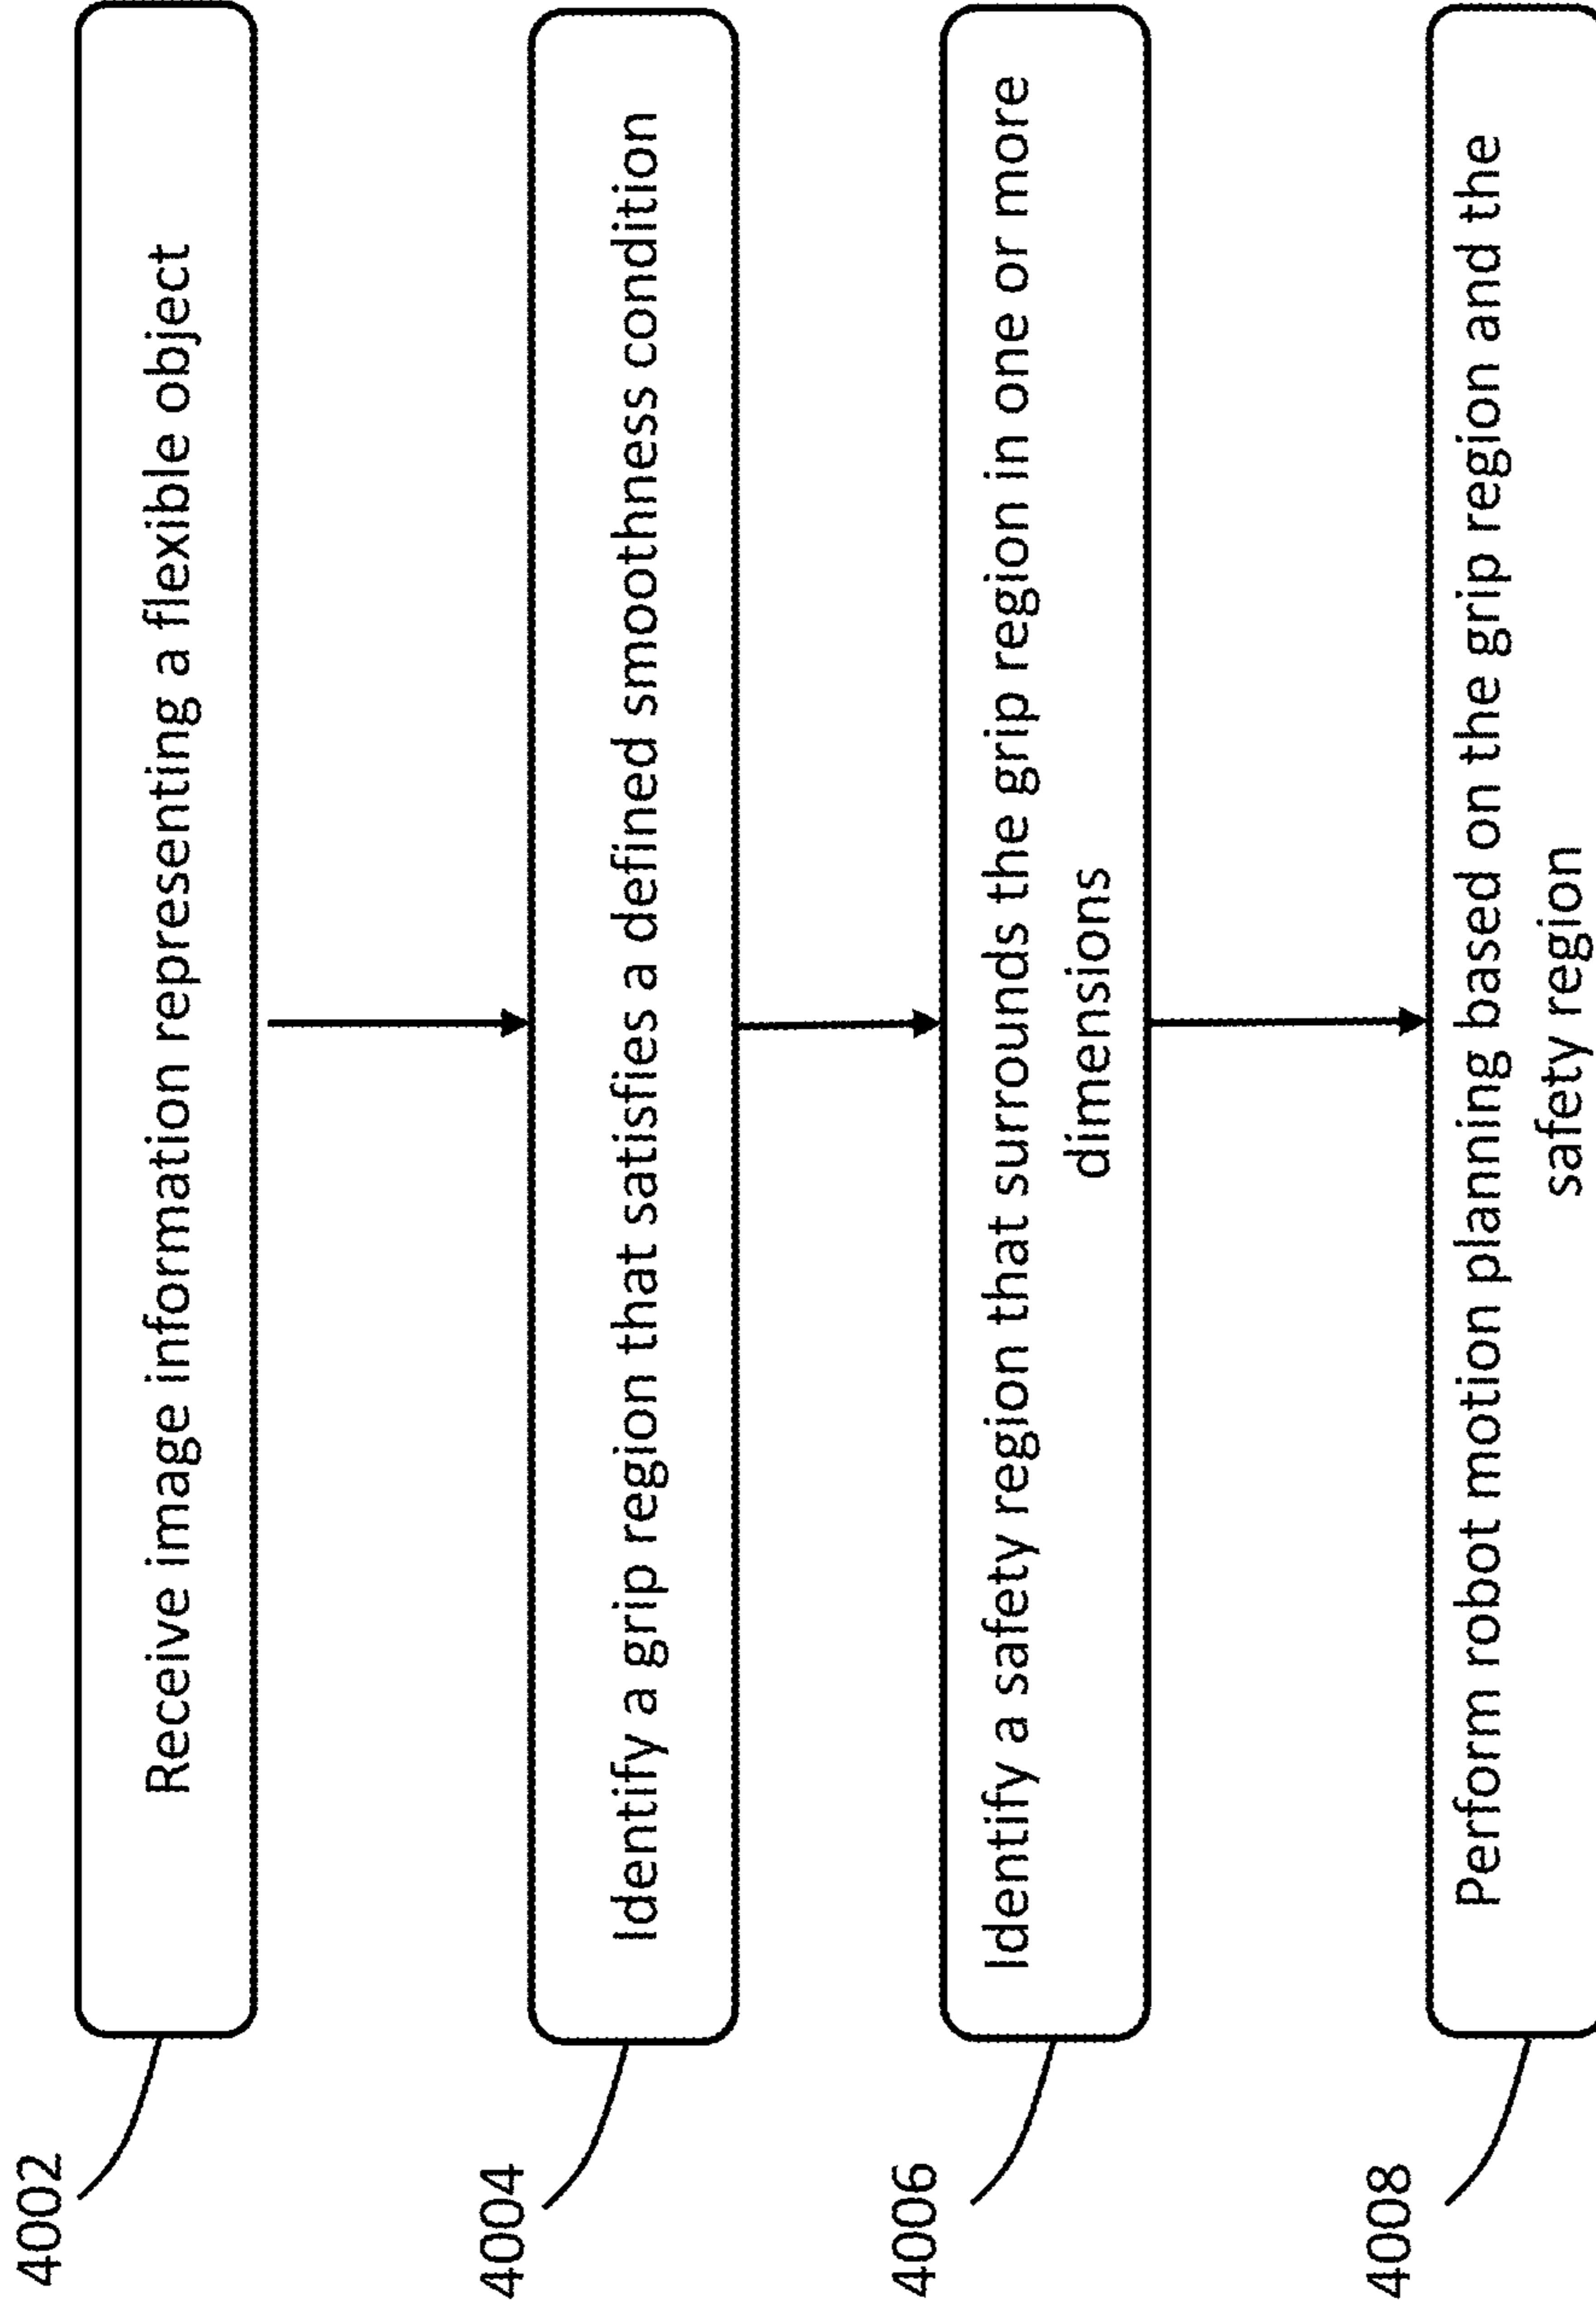 4002
Receive image information representing a flexible object
4004
Identify a grip region that satisfies a defined smoothness condition
4006
Identify a safety region that surrounds the grip region in one or more
dimensions
4008
Perform robot motion planning based on the grip region and the
safety region